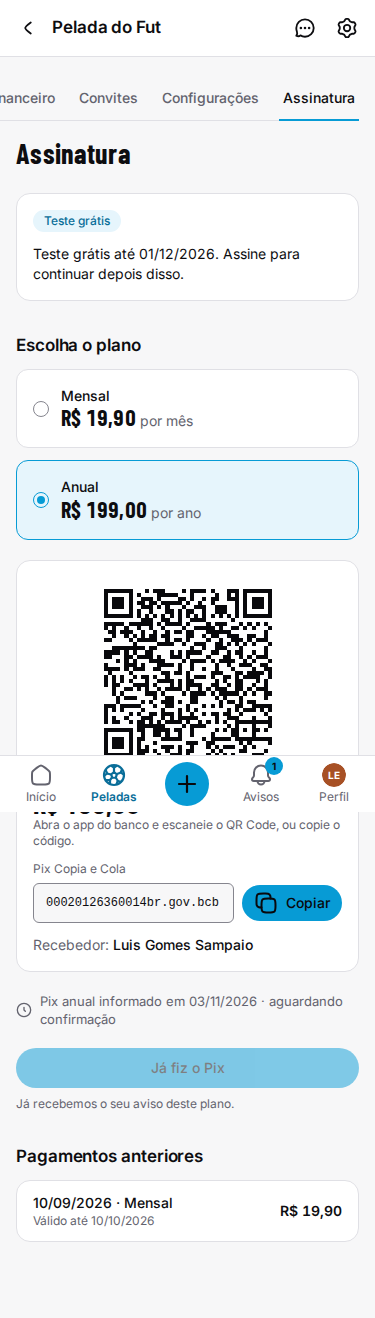 Pelada do Fut
nanceiro Convites Configurações Assinatura
Assinatura
Teste grátis
Teste grátis até 01/12/2026. Assine para
continuar depois disso.
Escolha o plano
Mensal
R$ 19,90 por mês
Anual
R$ 199,00 por ano
Início Peladas Avisos 1 LE Perfil
Abra o app do banco e escaneie o QR Code, ou copie o
código.
Pix Copia e Cola
00020126360014br.gov.bcb Copiar
Recebedor: Luis Gomes Sampaio
Pix anual informado em 03/11/2026 · aguardando
confirmação
Já fiz o Pix
Já recebemos o seu aviso deste plano.
Pagamentos anteriores
10/09/2026 · Mensal R$ 19,90
Válido até 10/10/2026